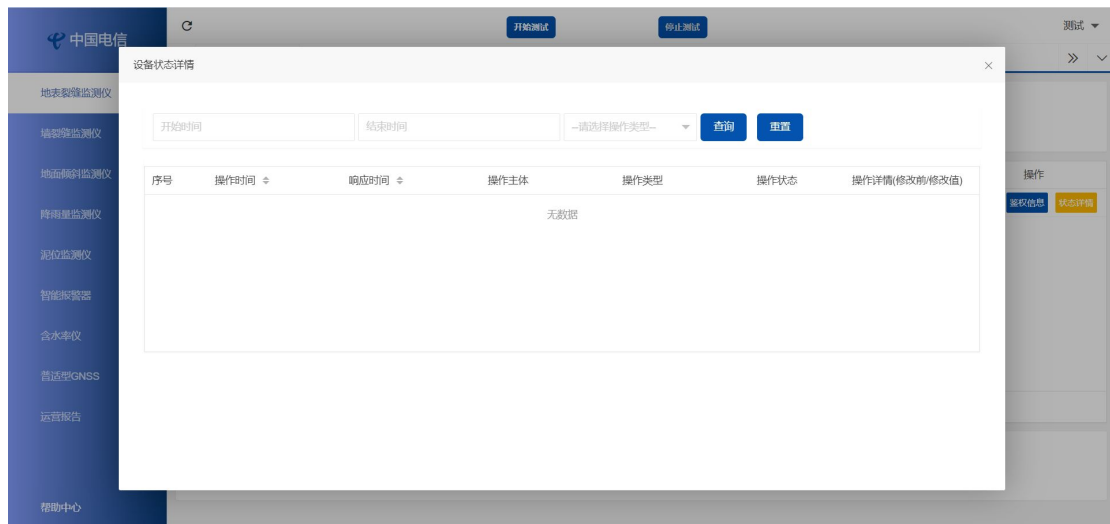 中国电信
开始测试
停止测试
测试
设备状态详情
开始时间
结束时间
--请选择操作类型--
查询
重置
序号
操作时间
响应时间
操作主体
操作类型
操作状态
操作详情(修改前/修改值)
无数据
操作
鉴权信息
状态详情
地表裂缝监测仪
墙裂缝监测仪
地面倾斜监测仪
降雨量监测仪
泥位监测仪
智能报警器
含水率仪
普适型GNSS
运营报告
帮助中心